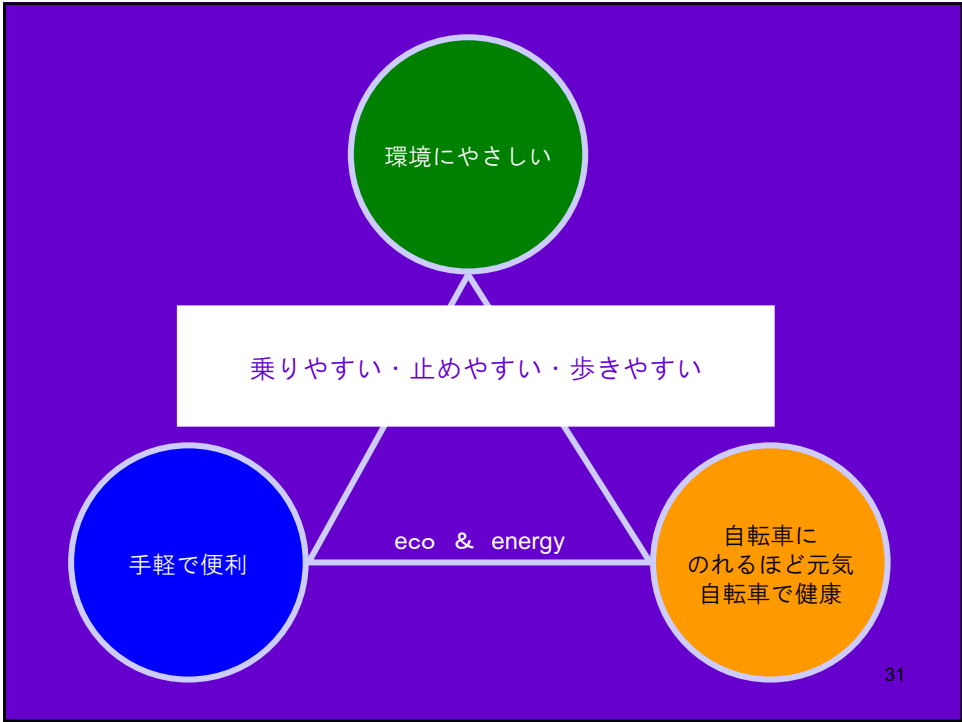 環境にやさしい
乗りやすい・止めやすい・歩きやすい
手軽で便利
eco & energy
自転車に
のれるほど元気
自転車で健康
31